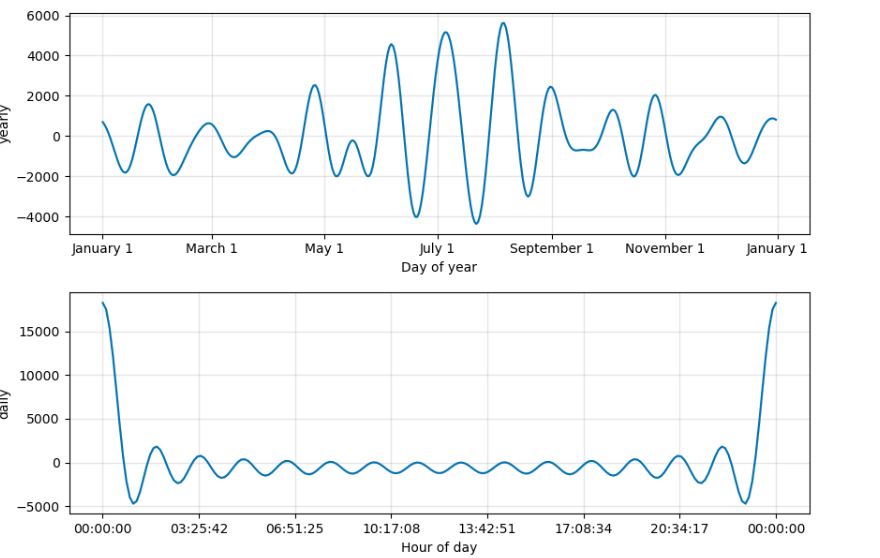 6000
4000
2000
0
−2000
−4000
yearly
January 1 March 1 May 1 July 1 September 1 November 1 January 1
Day of year
15000
10000
5000
0
−5000
daily
00:00:00 03:25:42 06:51:25 10:17:08 13:42:51 17:08:34 20:34:17 00:00:00
Hour of day